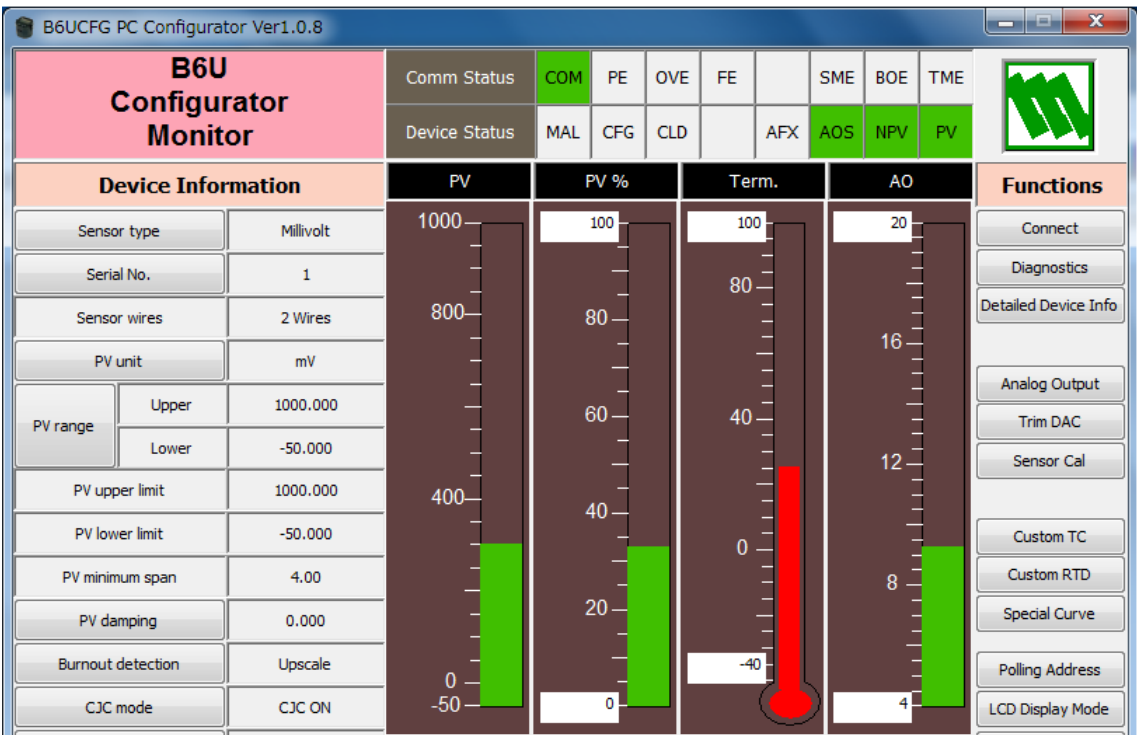 B6UCFG PC Configurator Ver1.0.8
B6U
Configurator
Monitor
Comm Status COM PE OVE FE SME BOE TME
Device Status MAL CFG CLD AFX AOS NPV PV
Device Information
PV PV % Term. AO
Functions
Sensor type Millivolt
Serial No. 1
Sensor wires 2 Wires
PV unit mV
PV range Upper 1000.000
Lower -50.000
PV upper limit 1000.000
PV lower limit -50.000
PV minimum span 4.00
PV damping 0.000
Burnout detection Upscale
CJC mode CJC ON
1000
800
400
0
-50
100
80
60
40
20
0
100
80
40
0
-40
20
16
12
8
4
Connect
Diagnostics
Detailed Device Info
Analog Output
Trim DAC
Sensor Cal
Custom TC
Custom RTD
Special Curve
Polling Address
LCD Display Mode